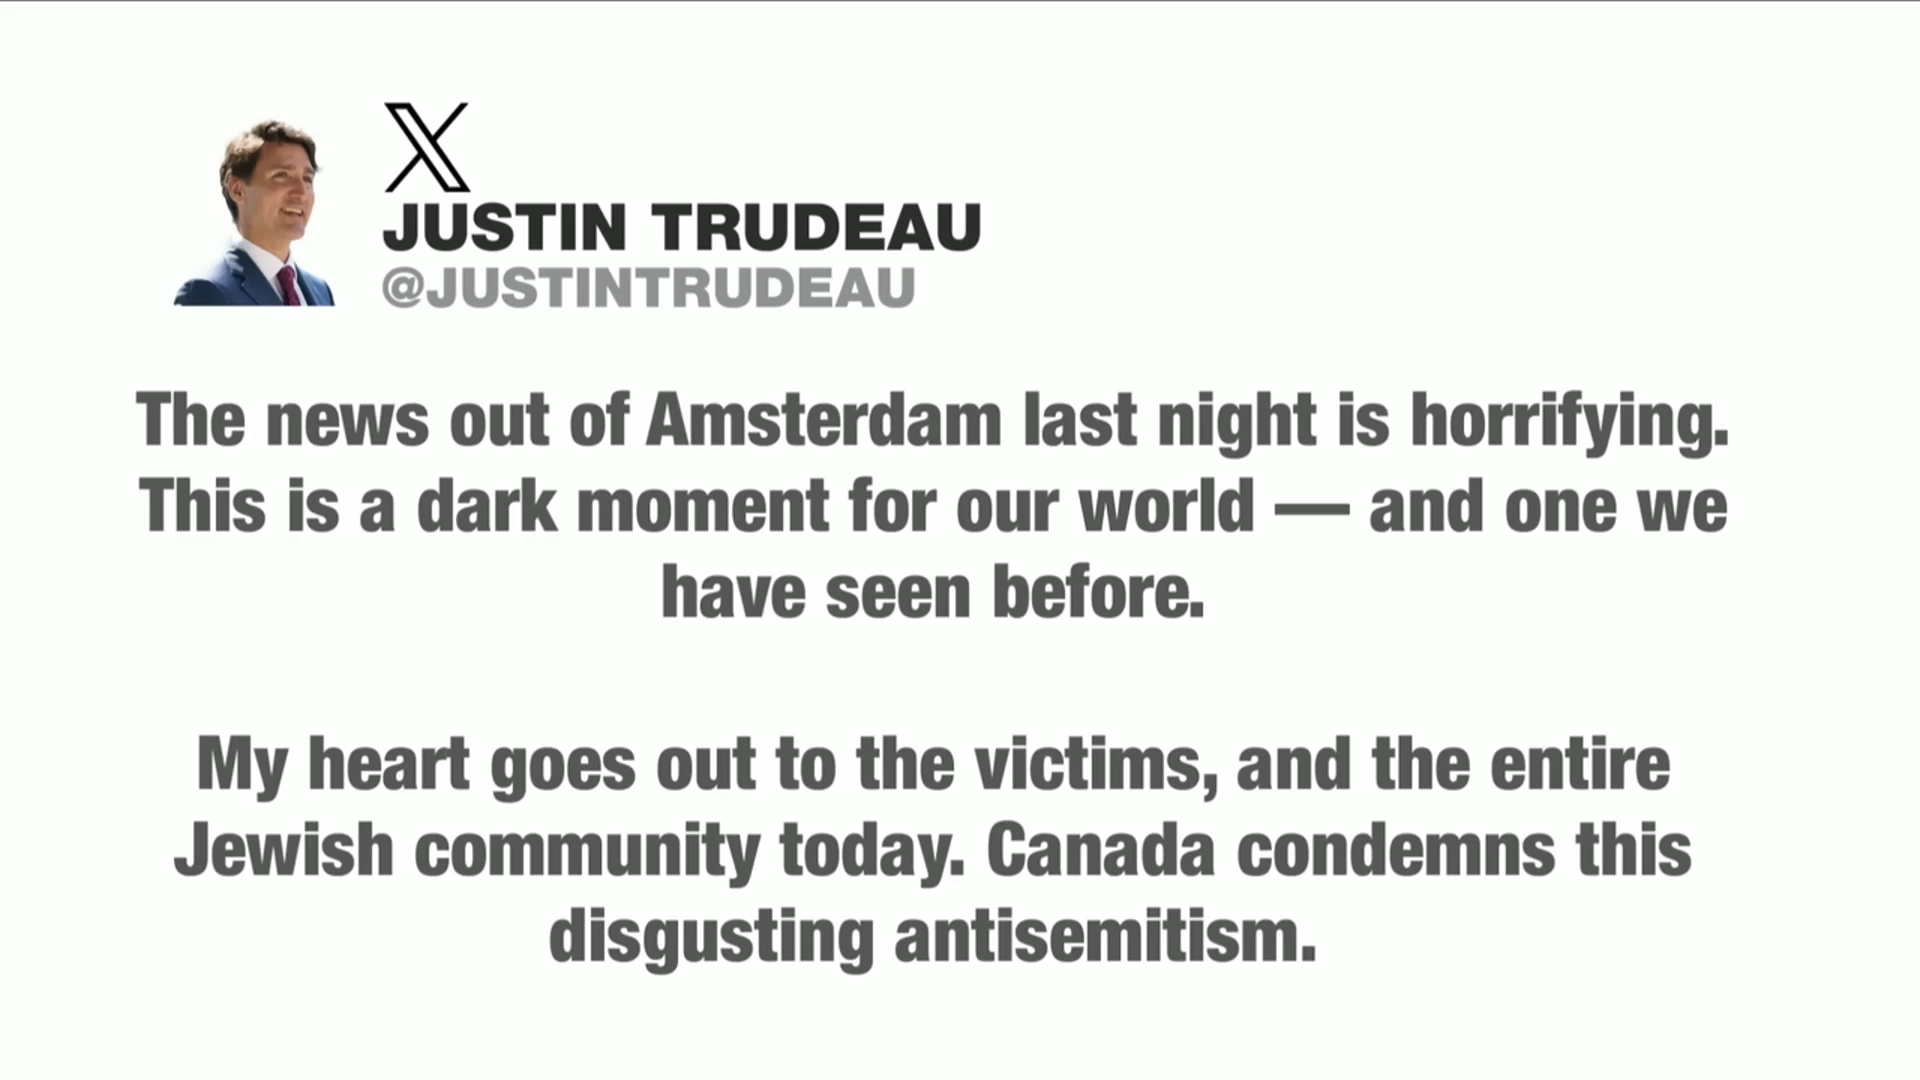 X
JUSTIN TRUDEAU
@JUSTINTRUDEAU
The news out of Amsterdam last night is horrifying.
This is a dark moment for our world — and one we
have seen before.
My heart goes out to the victims, and the entire
Jewish community today. Canada condemns this
disgusting antisemitism.